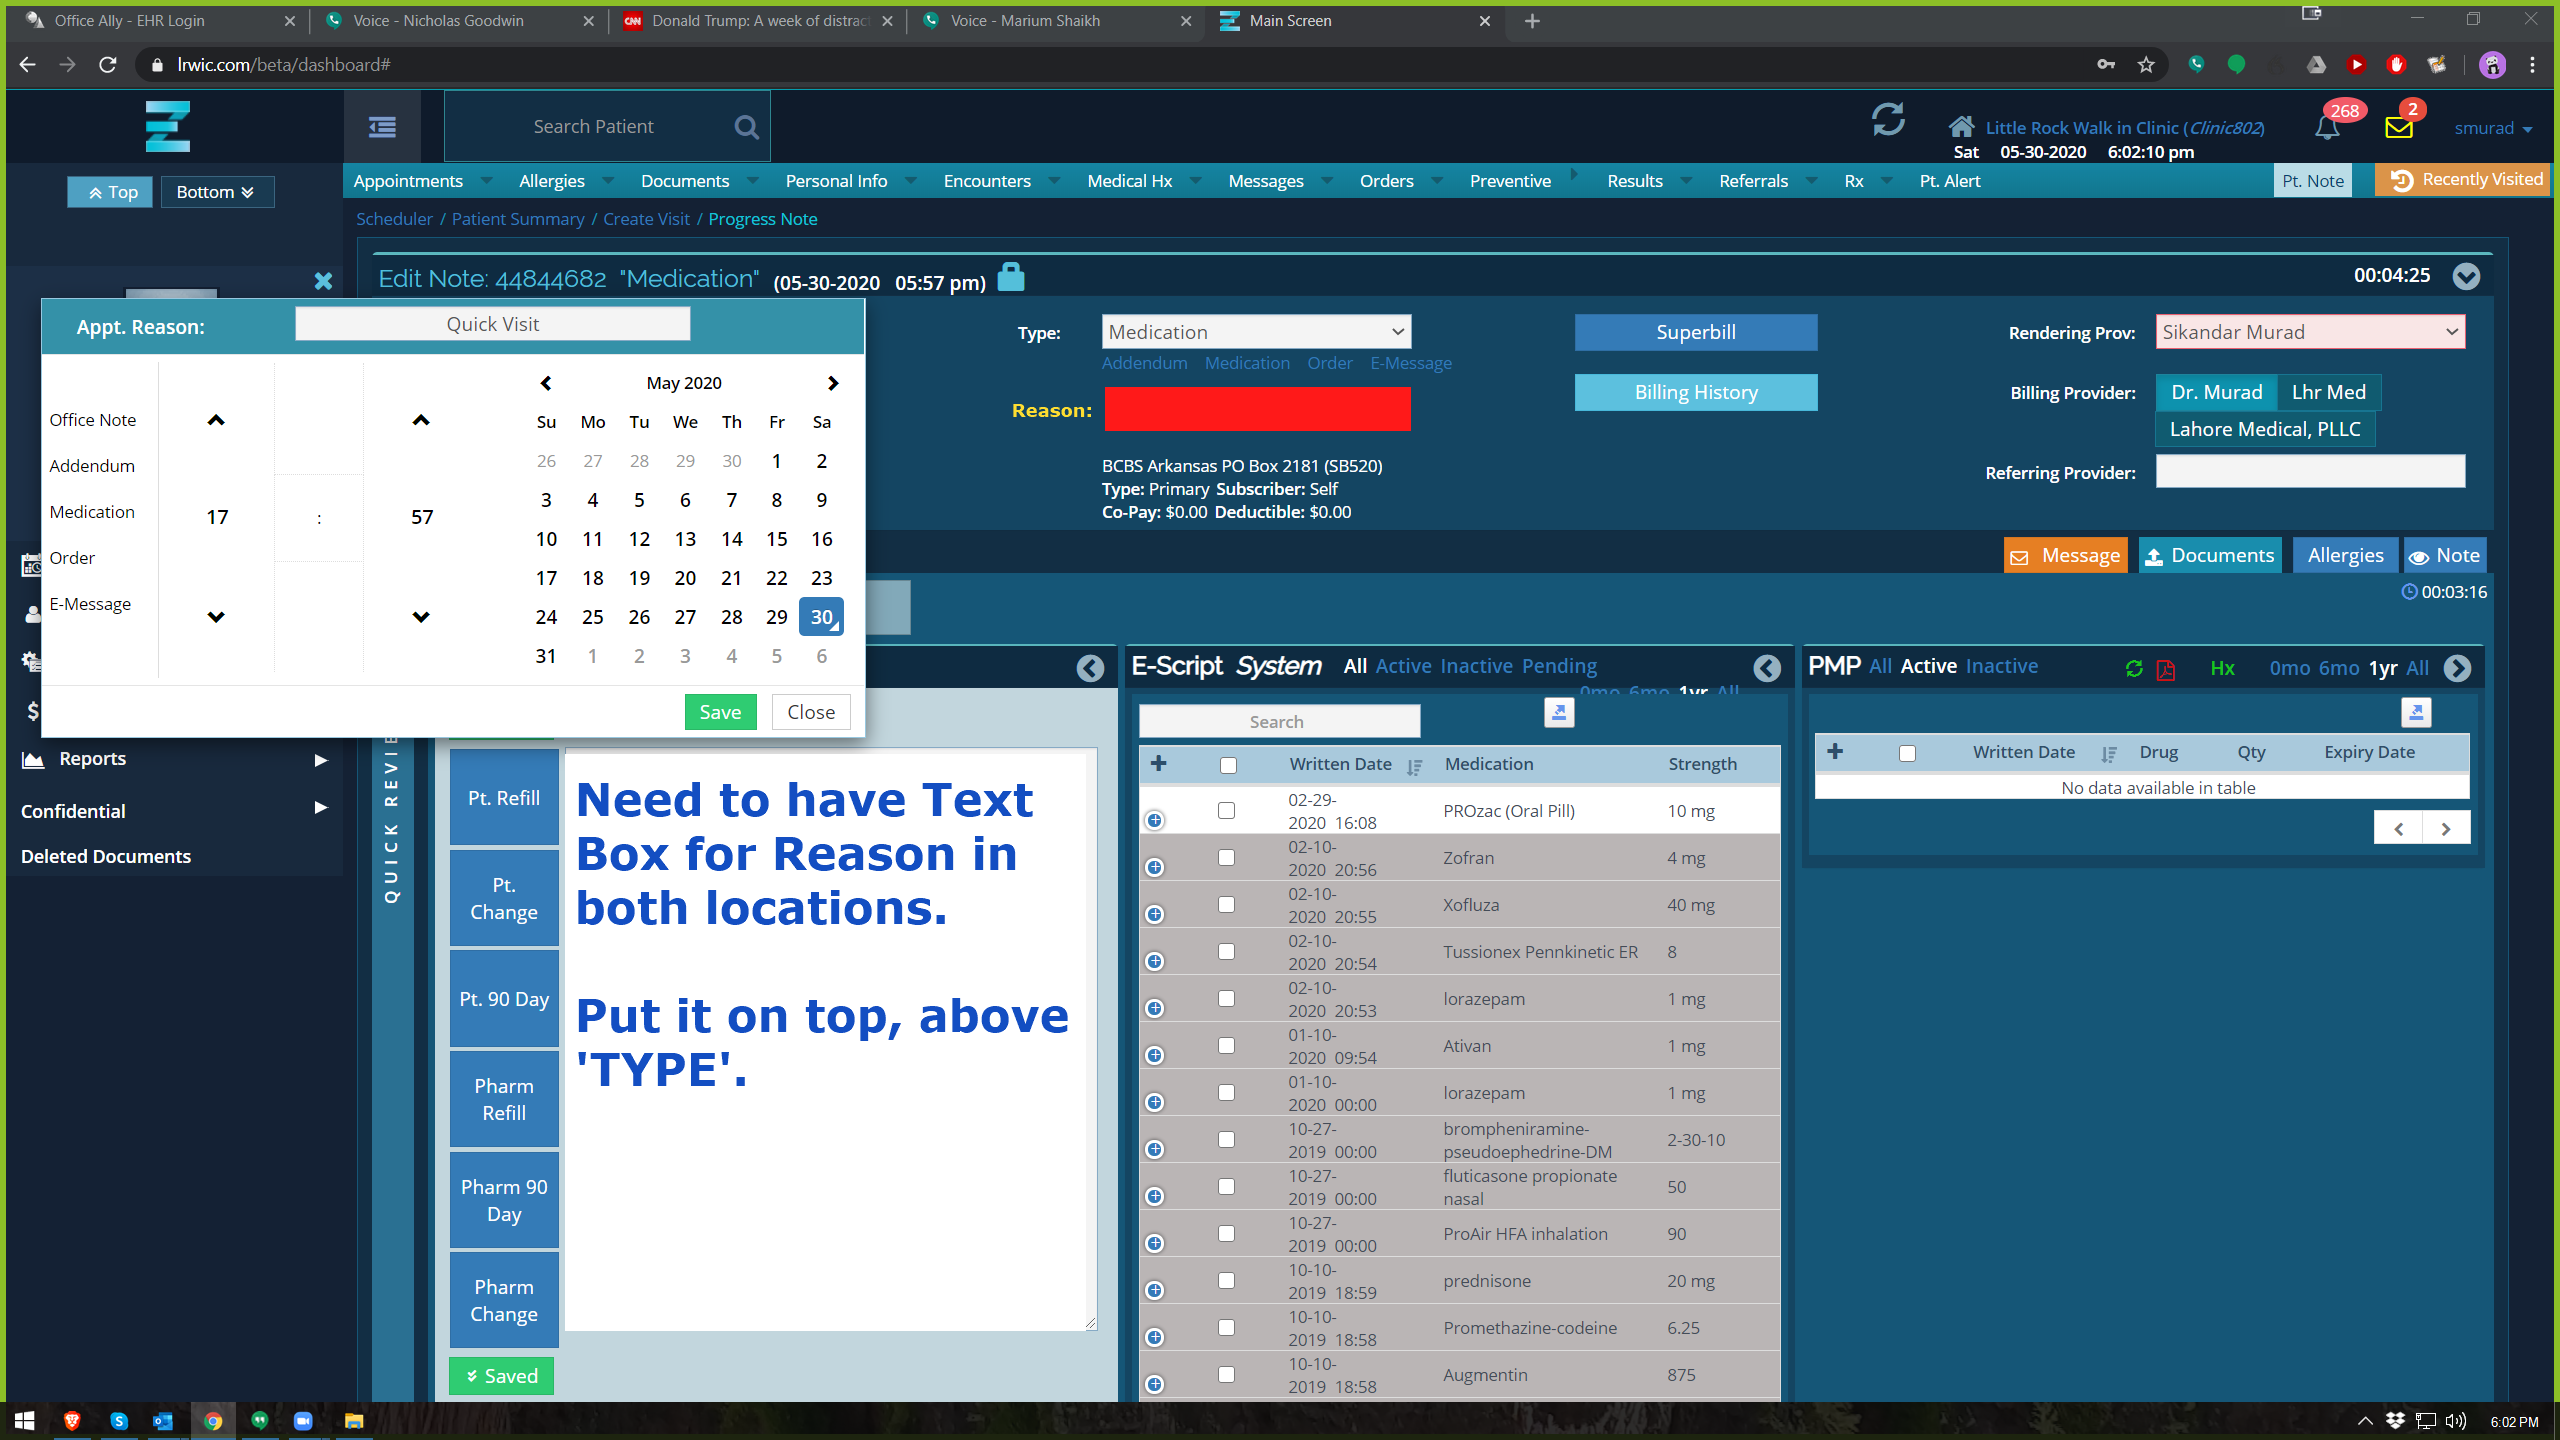 Office Ally - EHR Login
Voice - Nicholas Goodwin
CNN
Donald Trump: A week of distract
Voice - Marium Shaikh
Main Screen
lrwic.com/beta/dashboard#
Search Patient
Little Rock Walk in Clinic (Clinic802)
268
2
smurad
Sat 05-30-2020 6:02:10 pm
Top
Bottom
Appointments Allergies Documents Personal Info Encounters Medical Hx Messages Orders Preventive Results Referrals Rx Pt. Alert
Pt. Note
Recently Visited
Scheduler / Patient Summary / Create Visit / Progress Note
Edit Note: 44844682 "Medication" (05-30-2020 05:57 pm)
00:04:25
Appt. Reason:
Quick Visit
Office Note
Addendum
Medication
Order
E-Message
17 : 57
May 2020
Su Mo Tu We Th Fr Sa
26 27 28 29 30 1 2
3 4 5 6 7 8 9
10 11 12 13 14 15 16
17 18 19 20 21 22 23
24 25 26 27 28 29 30
31 1 2 3 4 5 6
Save
Close
Type:
Medication
Addendum Medication Order E-Message
Reason:
BCBS Arkansas PO Box 2181 (SB520)
Type: Primary Subscriber: Self
Co-Pay: $0.00 Deductible: $0.00
Superbill
Billing History
Rendering Prov:
Sikandar Murad
Billing Provider:
Dr. Murad
Lhr Med
Lahore Medical, PLLC
Referring Provider:
Message
Documents
Allergies
Note
00:03:16
$
Reports
Confidential
Deleted Documents
QUICK REVIE
Pt. Refill
Pt.
Change
Pt. 90 Day
Pharm
Refill
Pharm 90
Day
Pharm
Change
Saved
Need to have Text
Box for Reason in
both locations.
Put it on top, above
'TYPE'.
E-Script System
All Active Inactive Pending
0mo 6mo 1yr All
Search
Written Date Medication Strength
02-29-
2020 16:08 PROzac (Oral Pill) 10 mg
02-10-
2020 20:56 Zofran 4 mg
02-10-
2020 20:55 Xofluza 40 mg
02-10-
2020 20:54 Tussionex Pennkinetic ER 8
02-10-
2020 20:53 lorazepam 1 mg
01-10-
2020 09:54 Ativan 1 mg
01-10-
2020 00:00 lorazepam 1 mg
10-27- brompheniramine-
2019 00:00 pseudoephedrine-DM 2-30-10
10-27- fluticasone propionate
2019 00:00 nasal 50
10-27-
2019 00:00 ProAir HFA inhalation 90
10-10-
2019 18:59 prednisone 20 mg
10-10-
2019 18:58 Promethazine-codeine 6.25
10-10-
2019 18:58 Augmentin 875
PMP All Active Inactive
Hx
0mo 6mo 1yr All
Written Date Drug Qty Expiry Date
No data available in table
6:02 PM